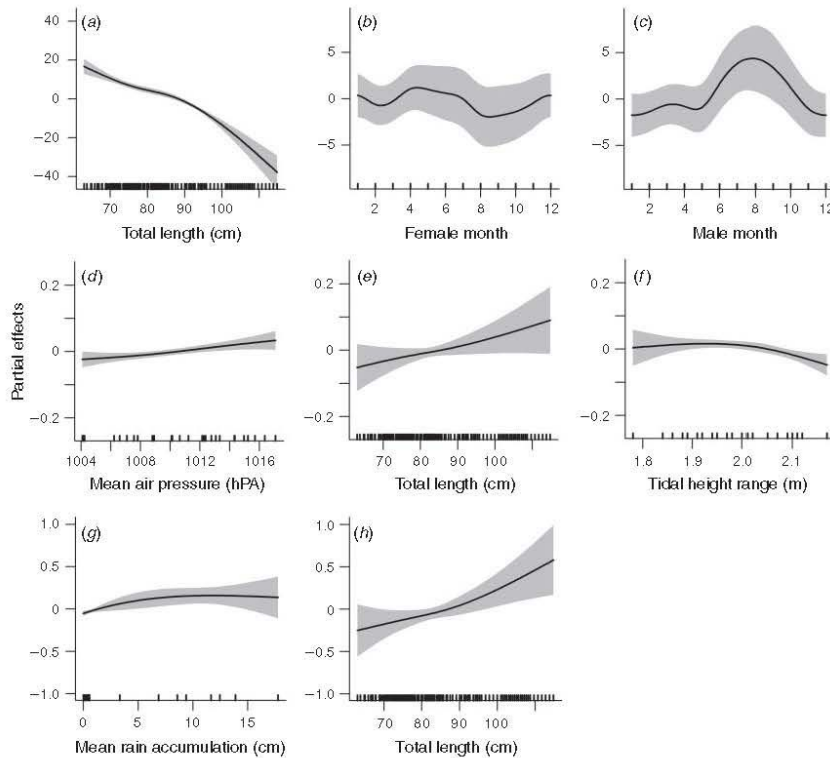 (a)
40
20
0
−20
−40
70 80 90 100
Total length (cm)
(b)
5
0
−5
2 4 6 8 10 12
Female month
(c)
5
0
−5
2 4 6 8 10 12
Male month
Partial effects
(d)
0.2
0
−0.2
1004 1008 1012 1016
Mean air pressure (hPA)
(e)
0.2
0
−0.2
70 80 90 100
Total length (cm)
(f)
0.2
0
−0.2
1.8 1.9 2.0 2.1
Tidal height range (m)
(g)
1.0
0.5
0
−0.5
−1.0
0 5 10 15
Mean rain accumulation (cm)
(h)
1.0
0.5
0
−0.5
−1.0
70 80 90 100
Total length (cm)